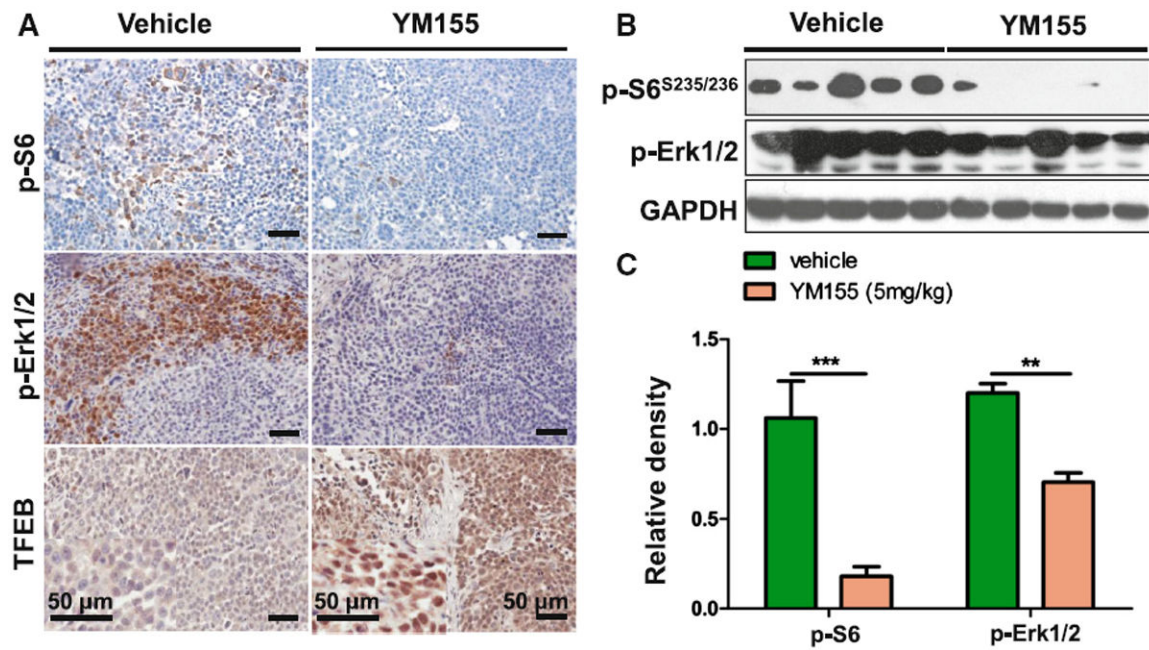 A
Vehicle
YM155
p-S6
p-Erk1/2
TFEB
50 µm
50 µm
50 µm
B
Vehicle
YM155
p-S6S235/236
p-Erk1/2
GAPDH
C
vehicle
YM155 (5mg/kg)
Relative density
1.5
1.0
0.5
0.0
***
**
p-S6
p-Erk1/2